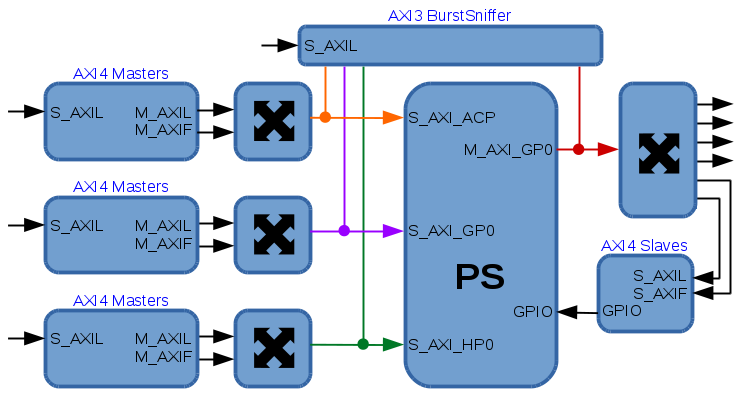 AXI3 BurstSniffer
S_AXIL
AXI4 Masters
S_AXIL
M_AXIL
M_AXIF
S_AXI_ACP
M_AXI_GP0
AXI4 Masters
S_AXIL
M_AXIL
M_AXIF
S_AXI_GP0
PS
AXI4 Slaves
S_AXIL
S_AXIF
GPIO
GPIO
AXI4 Masters
S_AXIL
M_AXIL
M_AXIF
S_AXI_HP0